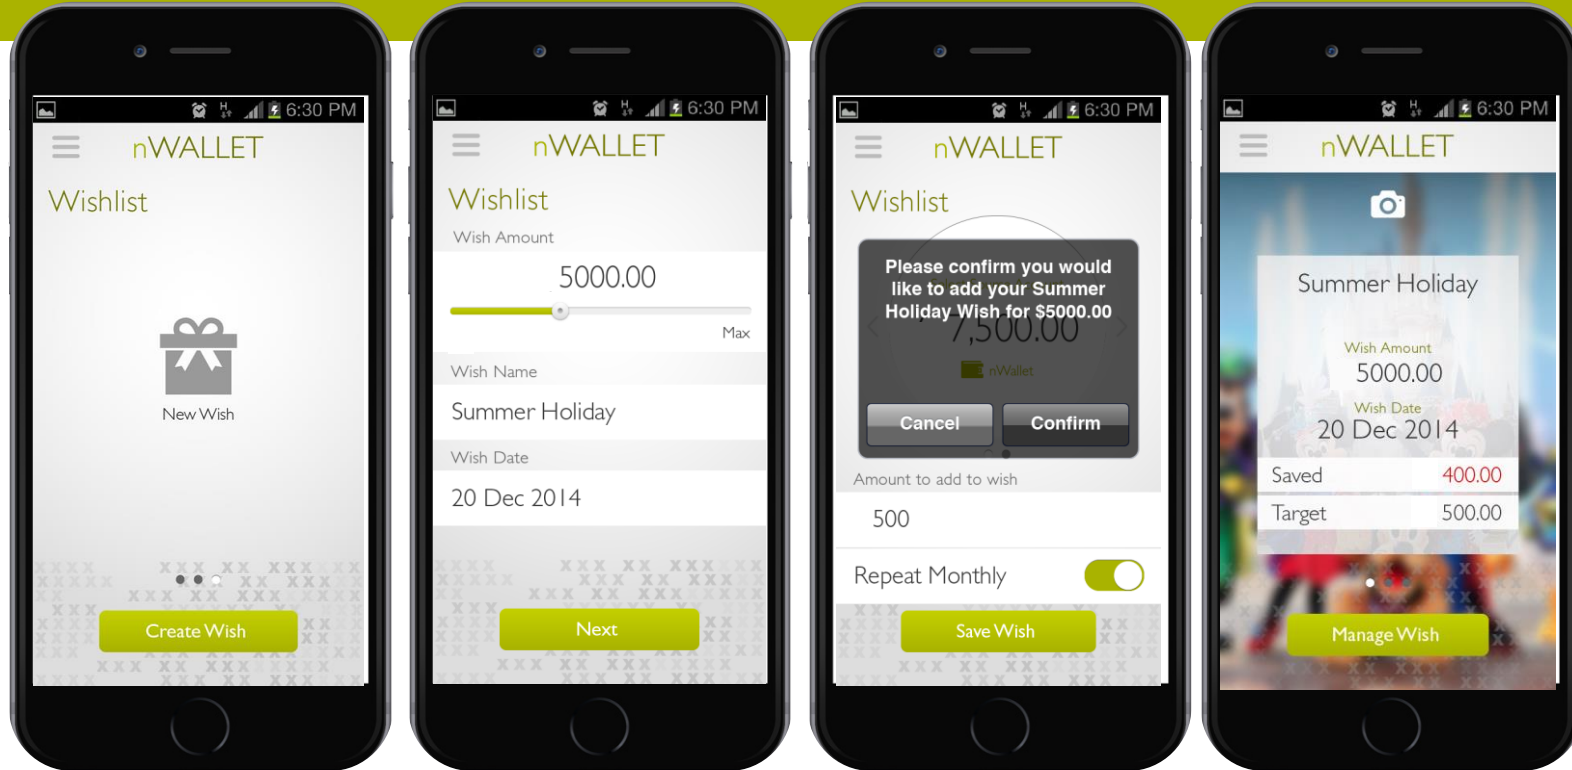 6:30 PM
nWALLET
Wishlist
New Wish
Create Wish
6:30 PM
nWALLET
Wishlist
Wish Amount
5000.00
Max
Wish Name
Summer Holiday
Wish Date
20 Dec 2014
Next
6:30 PM
nWALLET
Wishlist
Please confirm you would
like to add your Summer
Holiday Wish for $5000.00
7,500.00
nWallet
Cancel Confirm
Amount to add to wish
500
Repeat Monthly
Save Wish
6:30 PM
nWALLET
Summer Holiday
Wish Amount
5000.00
Wish Date
20 Dec 2014
Saved 400.00
Target 500.00
Manage Wish